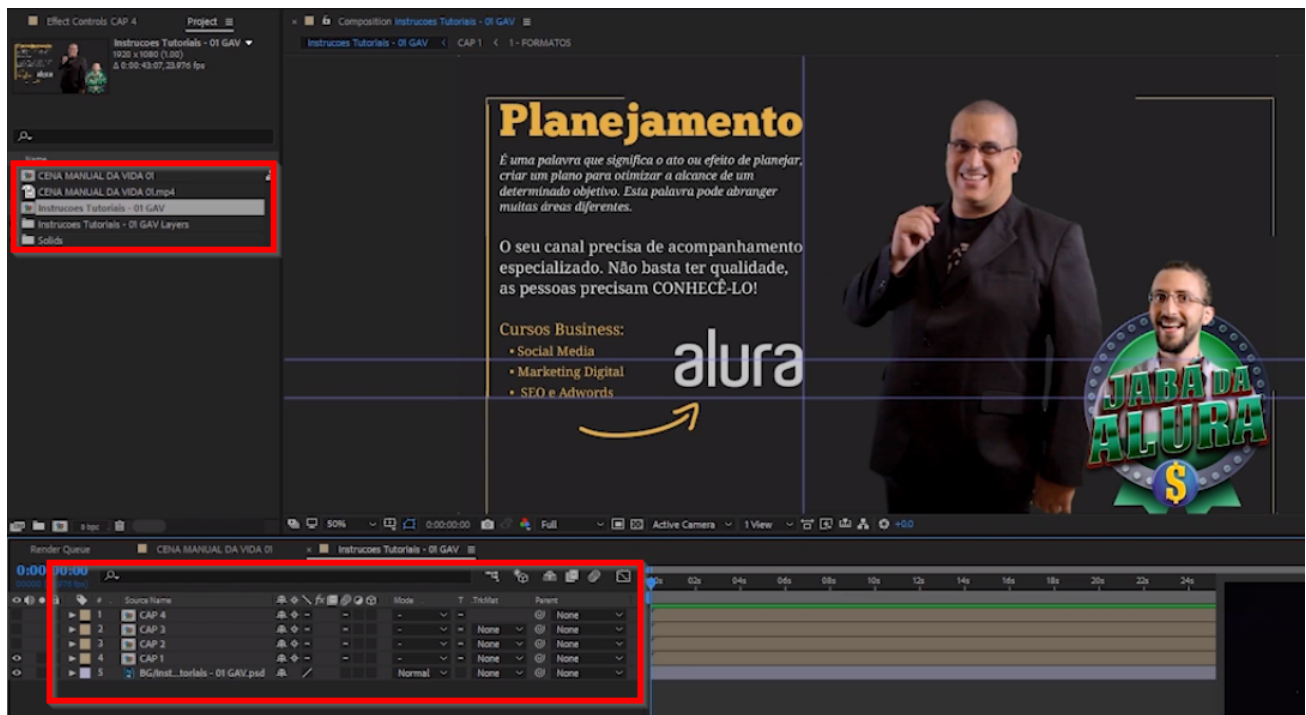 Effect Controls CAP 4
Project
Composition Instrucoes Tutoriais - 01 GAV
Instrucoes Tutoriais - 01 GAV
1920 x 1080 (1.00)
Δ 0:00:43:07, 23.976 fps
Instrucoes Tutoriais - 01 GAV
CAP 1
1 - FORMATOS
Name
CENA MANUAL DA VIDA 01
CENA MANUAL DA VIDA 01.mp4
Instrucoes Tutoriais - 01 GAV
Instrucoes Tutoriais - 01 GAV Layers
Solids
Planejamento
É uma palavra que significa o ato ou efeito de planejar,
criar um plano para otimizar a alcance de um
determinado objetivo. Esta palavra pode abranger
muitas áreas diferentes.
O seu canal precisa de acompanhamento
especializado. Não basta ter qualidade,
as pessoas precisam CONHECÊ-LO!
Cursos Business:
▪ Social Media
▪ Marketing Digital
▪ SEO e Adwords
alura
JABÁ DA
ALURA
$
8 bpc
50%
0:00:00:00
Full
Active Camera
1 View
+0.0
Render Queue
CENA MANUAL DA VIDA 01
Instrucoes Tutoriais - 01 GAV
0:00:00:00
02s 04s 06s 08s 10s 12s 14s 16s 18s 20s 22s 24s
# Source Name Mode T .TrkMat Parent
1 CAP 4 - None
2 CAP 3 - None None
3 CAP 2 - None None
4 CAP 1 - None None
5 BG/Inst...toriais - 01 GAV.psd Normal None None